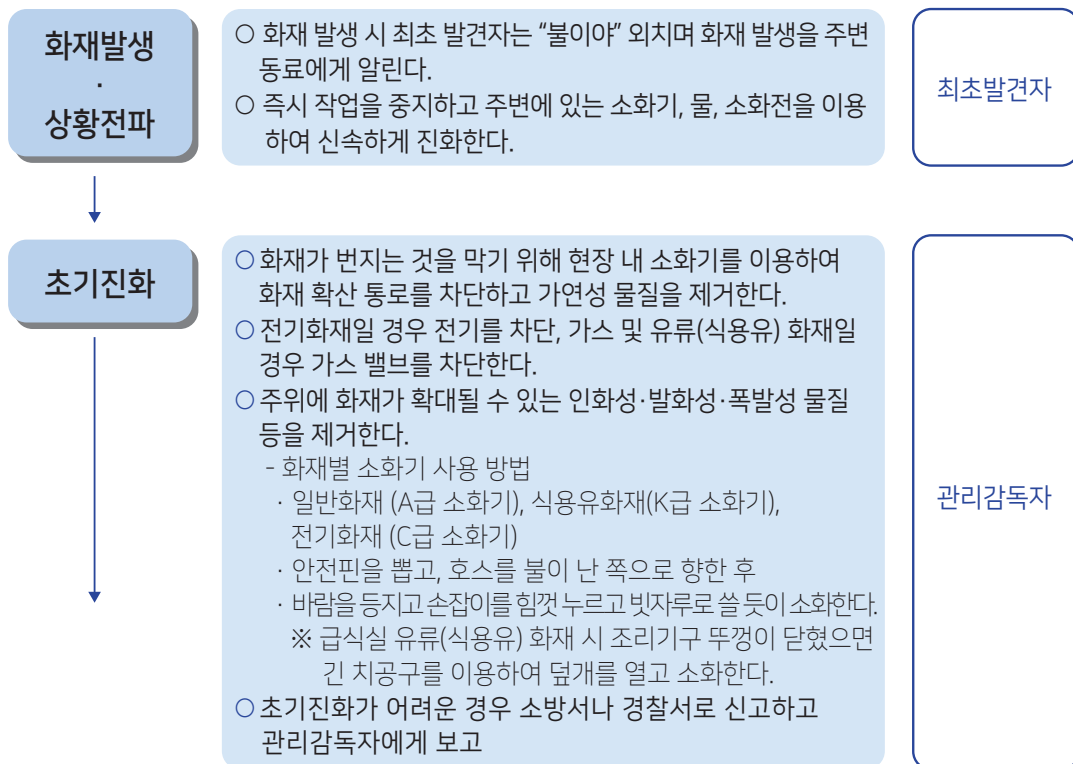 화재발생
·
상황전파
○ 화재 발생 시 최초 발견자는 “불이야” 외치며 화재 발생을 주변
동료에게 알린다.
○ 즉시 작업을 중지하고 주변에 있는 소화기, 물, 소화전을 이용
하여 신속하게 진화한다.
최초발견자
초기진화
○ 화재가 번지는 것을 막기 위해 현장 내 소화기를 이용하여
화재 확산 통로를 차단하고 가연성 물질을 제거한다.
○ 전기화재일 경우 전기를 차단, 가스 및 유류(식용유) 화재일
경우 가스 밸브를 차단한다.
○ 주위에 화재가 확대될 수 있는 인화성·발화성·폭발성 물질
등을 제거한다.
- 화재별 소화기 사용 방법
· 일반화재 (A급 소화기), 식용유화재(K급 소화기),
전기화재 (C급 소화기)
· 안전핀을 뽑고, 호스를 불이 난 쪽으로 향한 후
· 바람을 등지고 손잡이를 힘껏 누르고 빗자루로 쓸 듯이 소화한다.
※ 급식실 유류(식용유) 화재 시 조리기구 뚜껑이 닫혔으면
긴 치공구를 이용하여 덮개를 열고 소화한다.
○ 초기진화가 어려운 경우 소방서나 경찰서로 신고하고
관리감독자에게 보고
관리감독자